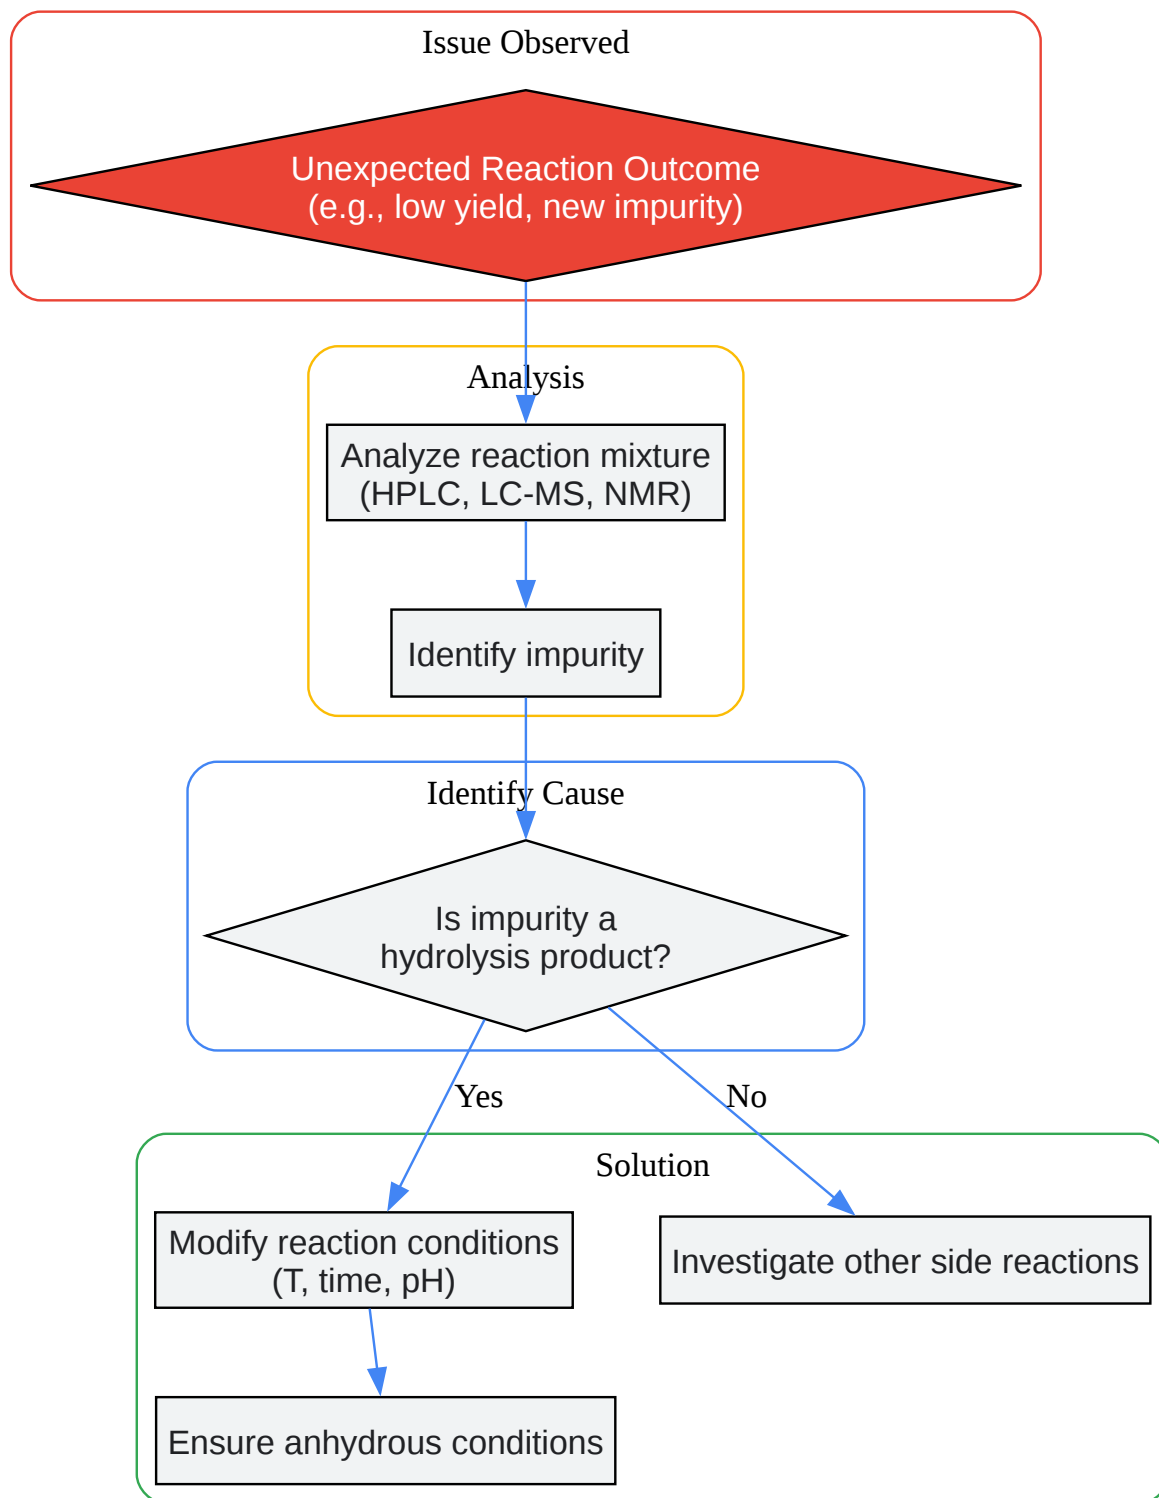 Issue Observed
Unexpected Reaction Outcome
(e.g., low yield, new impurity)
Analysis
Analyze reaction mixture
(HPLC, LC-MS, NMR)
Identify impurity
Identify Cause
Is impurity a
hydrolysis product?
Yes
No
Solution
Modify reaction conditions
(T, time, pH)
Investigate other side reactions
Ensure anhydrous conditions